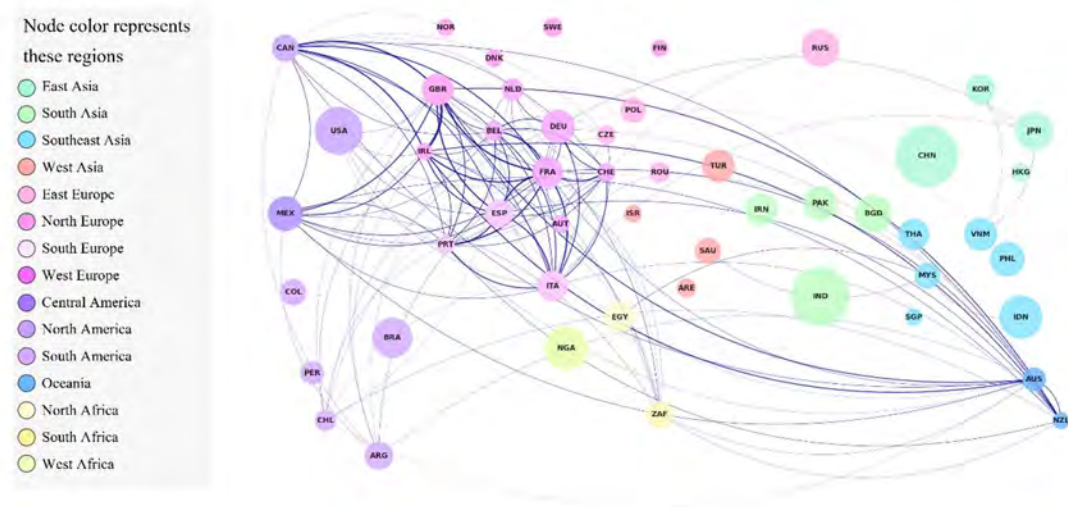 Node color represents
these regions
East Asia
South Asia
Southeast Asia
West Asia
East Europe
North Europe
South Europe
West Europe
Central America
North America
South America
Oceania
North Africa
South Africa
West Africa
CAN
NOR
SWE
FIN
RUS
DNK
GBR
NLD
KOR
POL
USA
BEL
DEU
CZE
JPN
IRL
CHN
FRA
CHE
ROU
TUR
HKG
MEX
ESP
AUT
ISR
IRN
PAK
BGD
THA
VNM
PRT
SAU
PHL
COL
ITA
ARE
MYS
IND
EGY
SGP
IDN
BRA
NGA
PER
AUS
CHL
ZAF
NZL
ARG